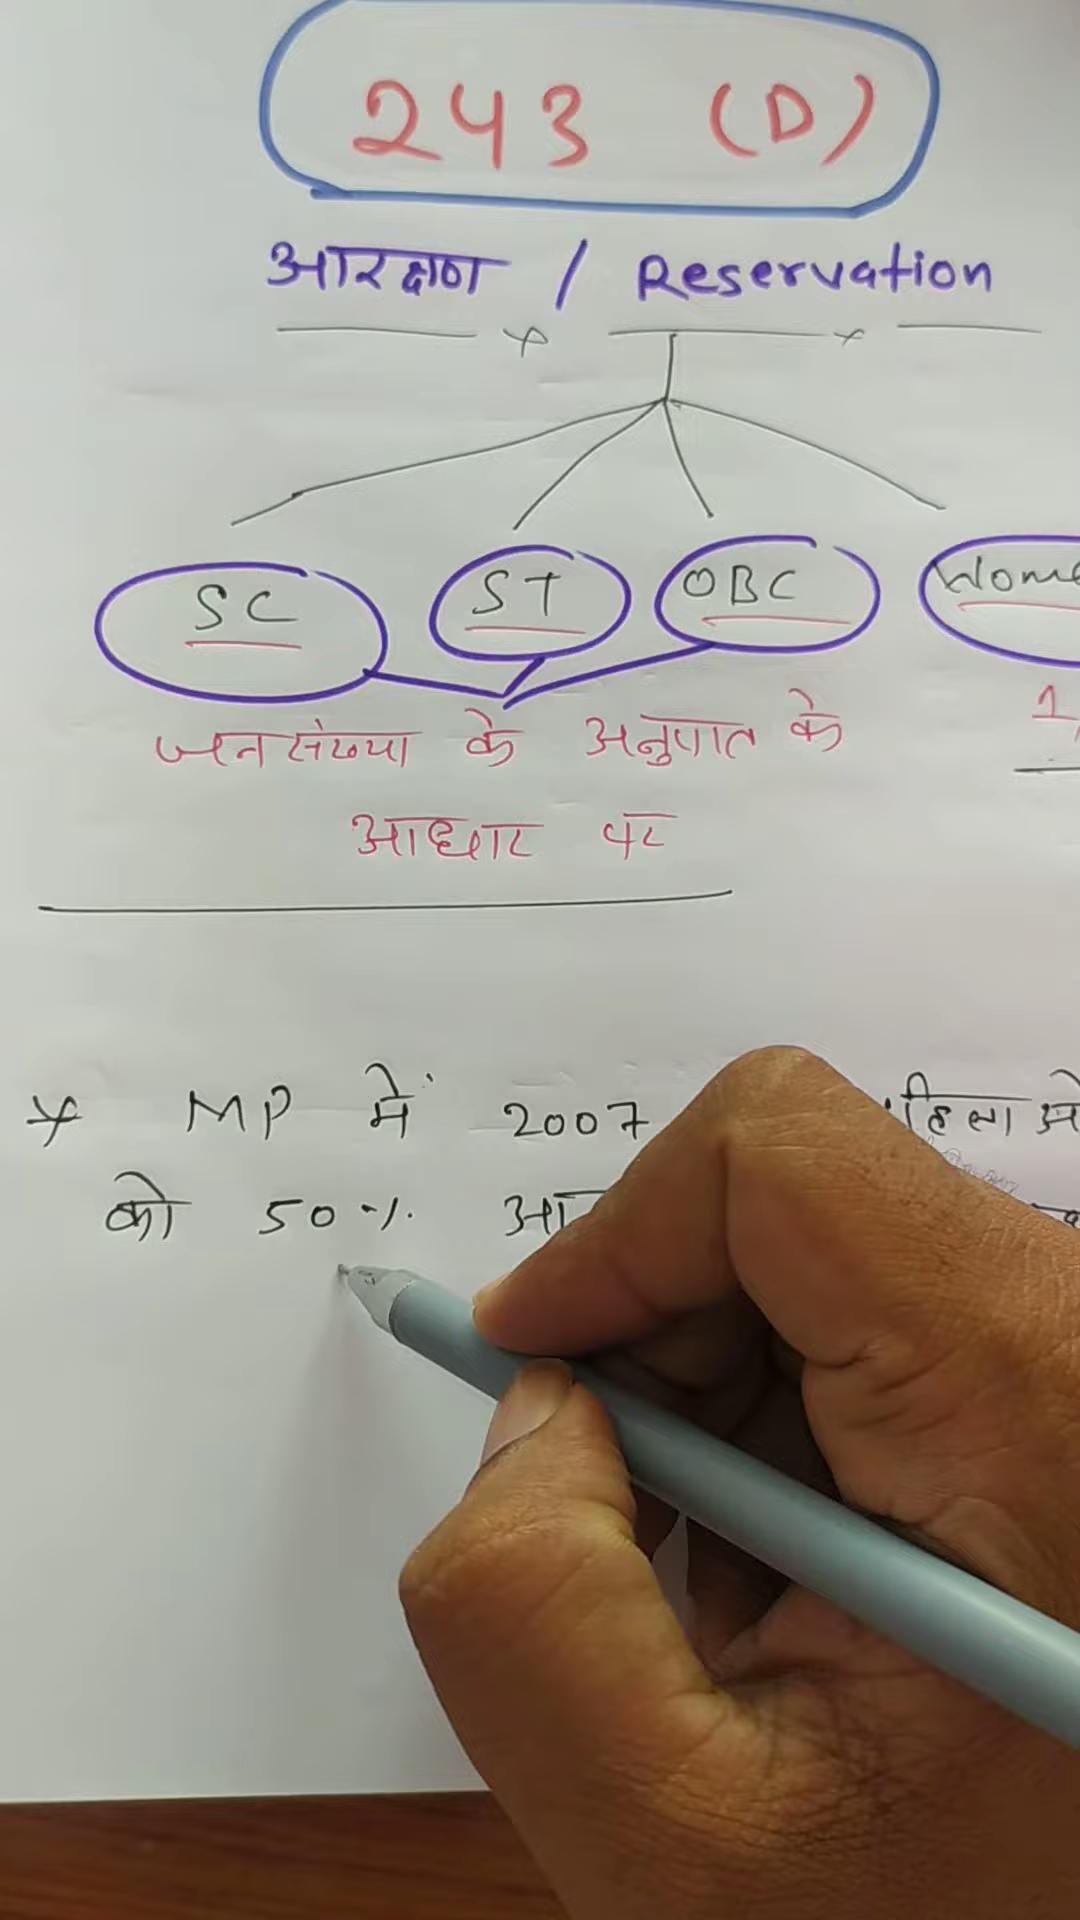 243 (D)
आरक्षण / Reservation
SC ST OBC
जनसंख्या के अनुपात के
आधार पर
* MP में 2007
को 50%